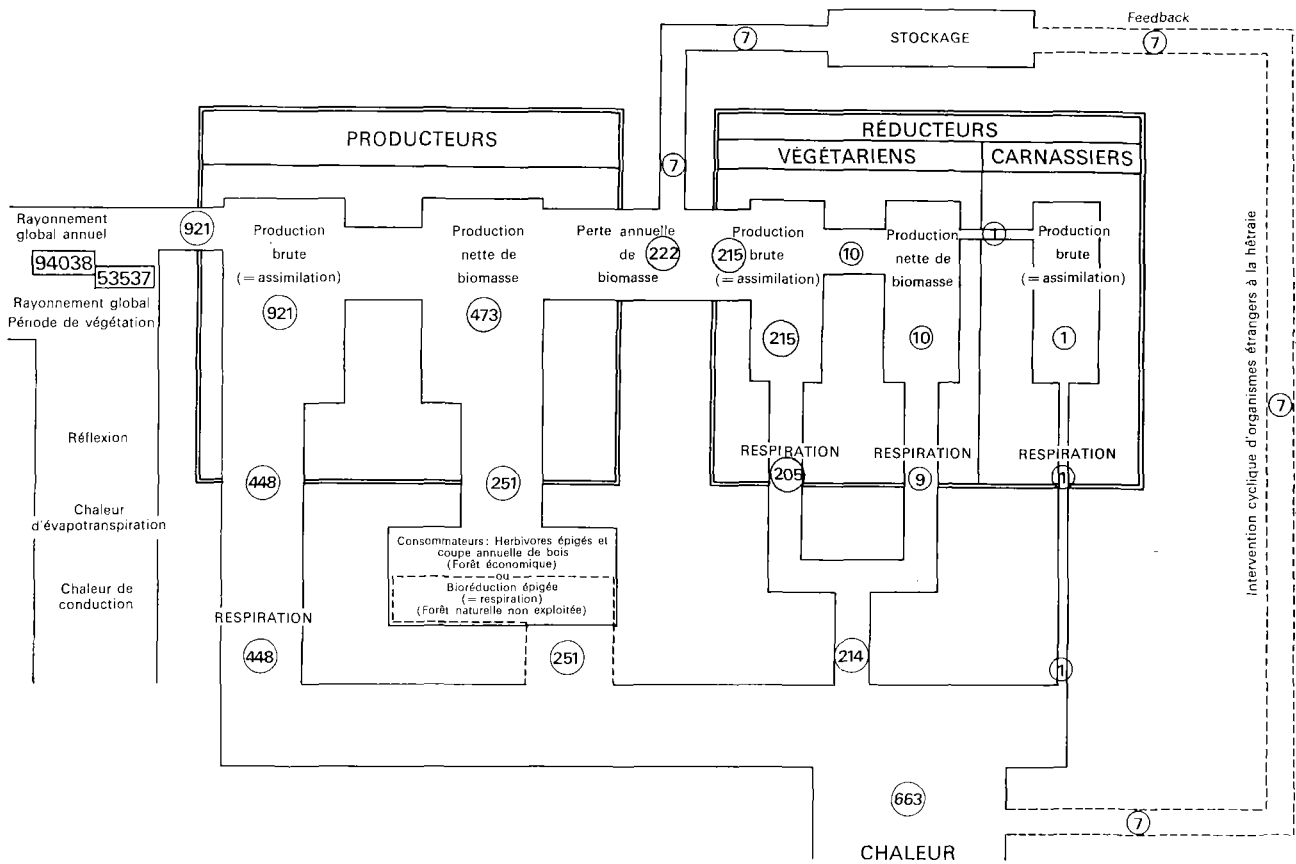 Feedback
7
STOCKAGE
7
PRODUCTEURS
RÉDUCTEURS
VÉGÉTARIENS
CARNASSIERS
7
Rayonnement
global annuel
94038
53537
Rayonnement global
Période de végétation
921
Production
brute
(= assimilation)
921
Production
nette de
biomasse
473
Perte annuelle
de
biomasse
222
215
Production
brute
(= assimilation)
215
10
Production
nette de
biomasse
10
1
Production
brute
(= assimilation)
1
7
Intervention cyclique d'organismes étrangers à la hêtraie
Réflexion
Chaleur
d'évapotranspiration
Chaleur de
conduction
448
251
RESPIRATION
205
RESPIRATION
9
RESPIRATION
1
Consommateurs: Herbivores épigés et
coupe annuelle de bois
(Forêt économique)
ou
Bioréduction épigée
(= respiration)
(Forêt naturelle non exploitée)
RESPIRATION
448
251
214
1
663
7
CHALEUR